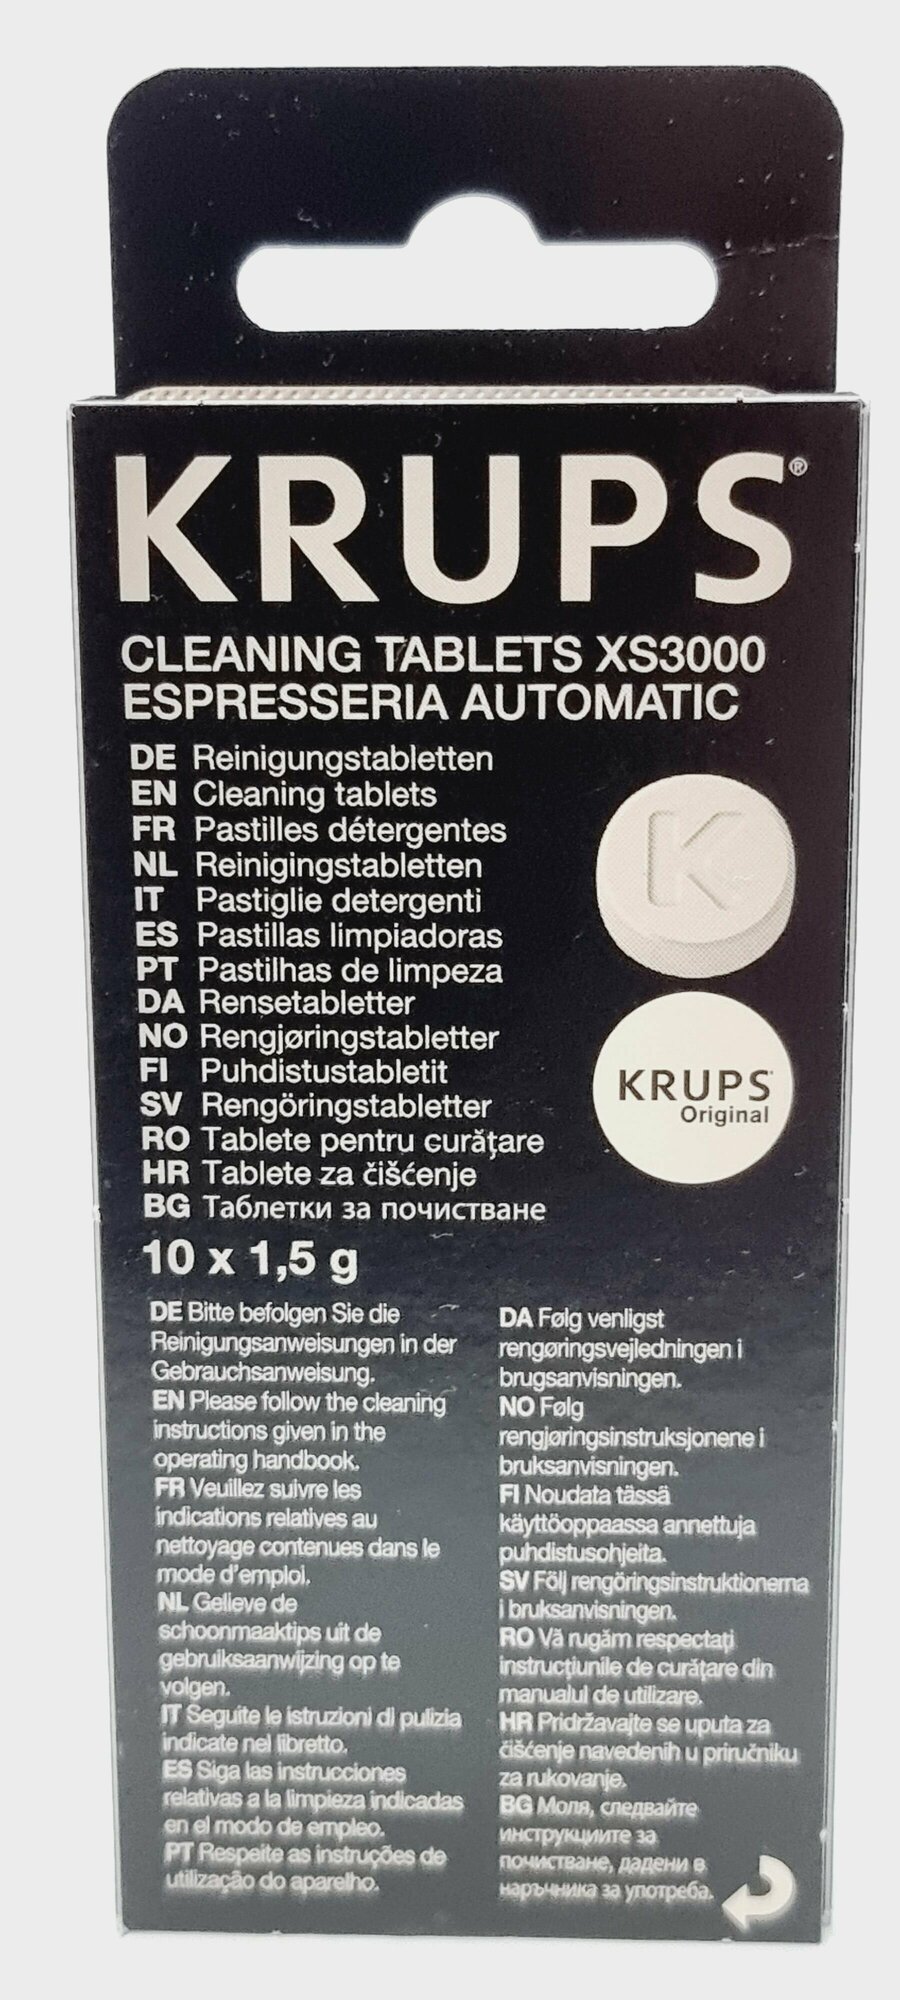 KRUPS®
CLEANING TABLETS XS3000
ESPRESSERIA AUTOMATIC
DE Reinigungstabletten
EN Cleaning tablets
FR Pastilles détergentes
NL Reinigingstabletten
IT Pastiglie detergenti
ES Pastillas limpiadoras
PT Pastilhas de limpeza
DA Rensetabletter
NO Rengjøringstabletter
FI Puhdistustabletit
SV Rengöringstabletter
RO Tablete pentru curățare
HR Tablete za čišćenje
BG Таблетки за почистване
10 x 1,5 g
K
KRUPS
Original
DE Bitte befolgen Sie die
Reinigungsanweisungen in der
Gebrauchsanweisung.
EN Please follow the cleaning
instructions given in the
operating handbook.
FR Veuillez suivre les
indications relatives au
nettoyage contenues dans le
mode d'emploi.
NL Gelieve de
schoonmaaktips uit de
gebruiksaanwijzing op te
volgen.
IT Seguite le istruzioni di pulizia
indicate nel libretto.
ES Siga las instrucciones
relativas a la limpieza indicadas
en el modo de empleo.
PT Respeite as instruções de
utilização do aparelho.
DA Følg venligst
rengøringsvejledningen i
brugsanvisningen.
NO Følg
rengjøringsinstruksjonene i
bruksanvisningen.
FI Noudata tässä
käyttöoppaassa annettuja
puhdistusohjeita.
SV Följ rengöringsinstruktionerna
i bruksanvisningen.
RO Vă rugăm respectați
instrucțiunile de curățare din
manualul de utilizare.
HR Pridržavajte se uputa za
čišćenje navedenih u priručniku
za rukovanje.
BG Моля, следвайте
инструкциите за
почистване, дадени в
наръчника за употреба.